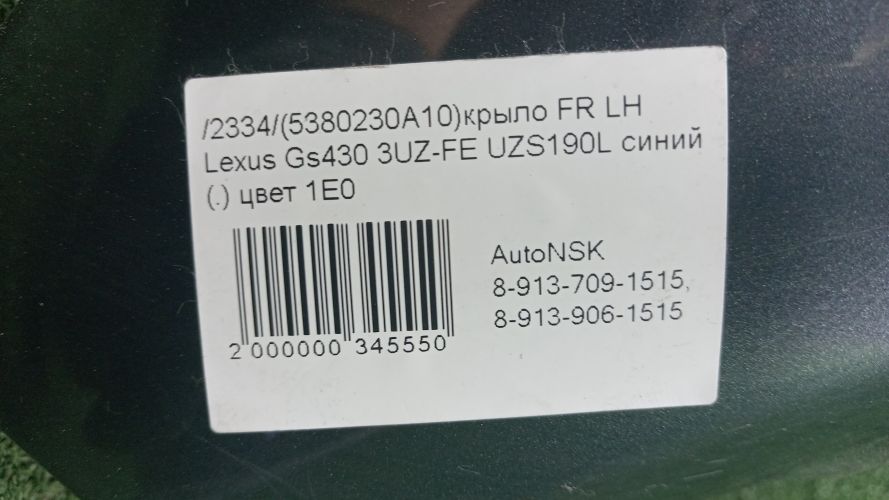 /2334/(5380230A10)крыло FR LH
Lexus Gs430 3UZ-FE UZS190L синий
(.) цвет 1E0
AutoNSK
8-913-709-1515,
8-913-906-1515
2 000000 345550